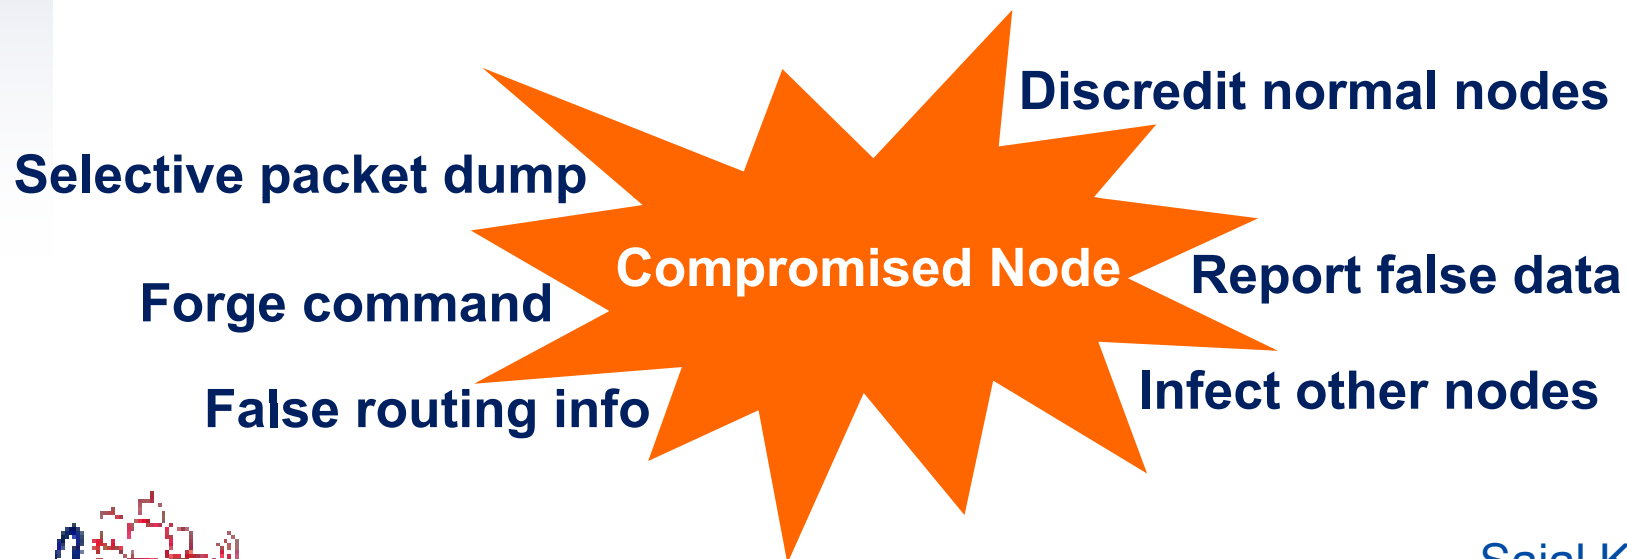 Discredit normal nodes
Selective packet dump
Compromised Node
Report false data
Forge command
Infect other nodes
False routing info